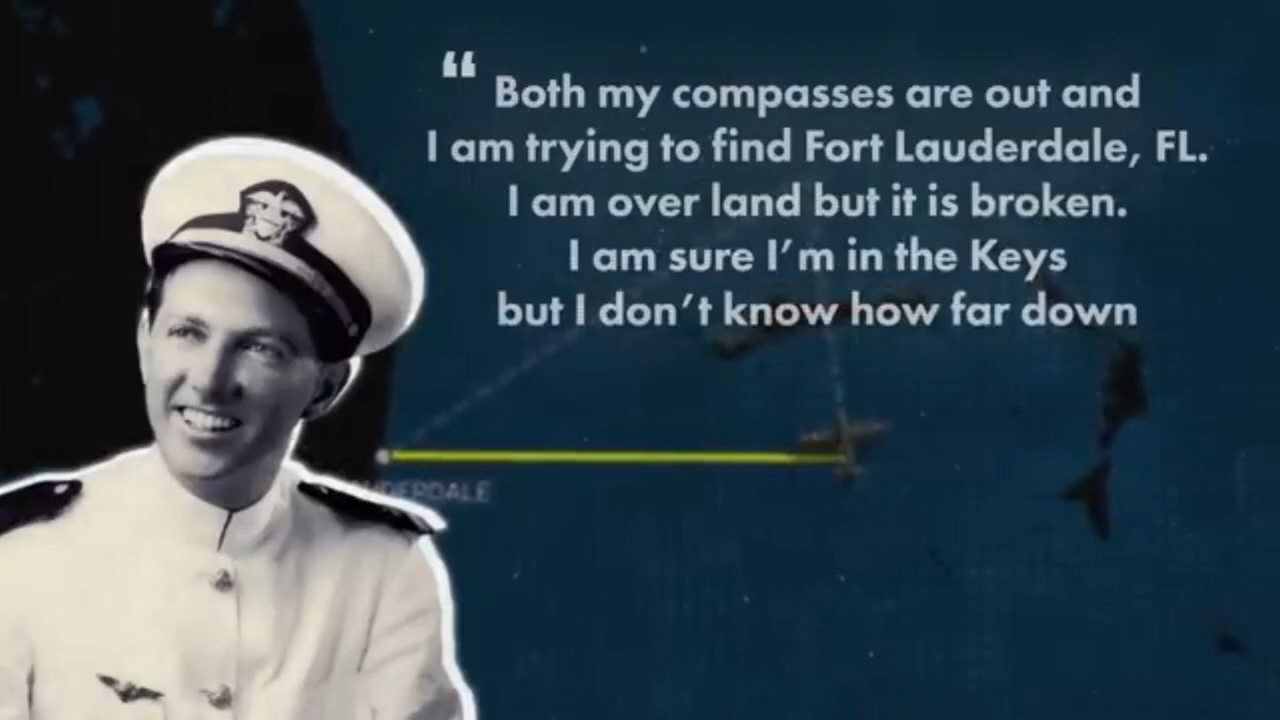 “ Both my compasses are out and
I am trying to find Fort Lauderdale, FL.
I am over land but it is broken.
I am sure I’m in the Keys
but I don’t know how far down